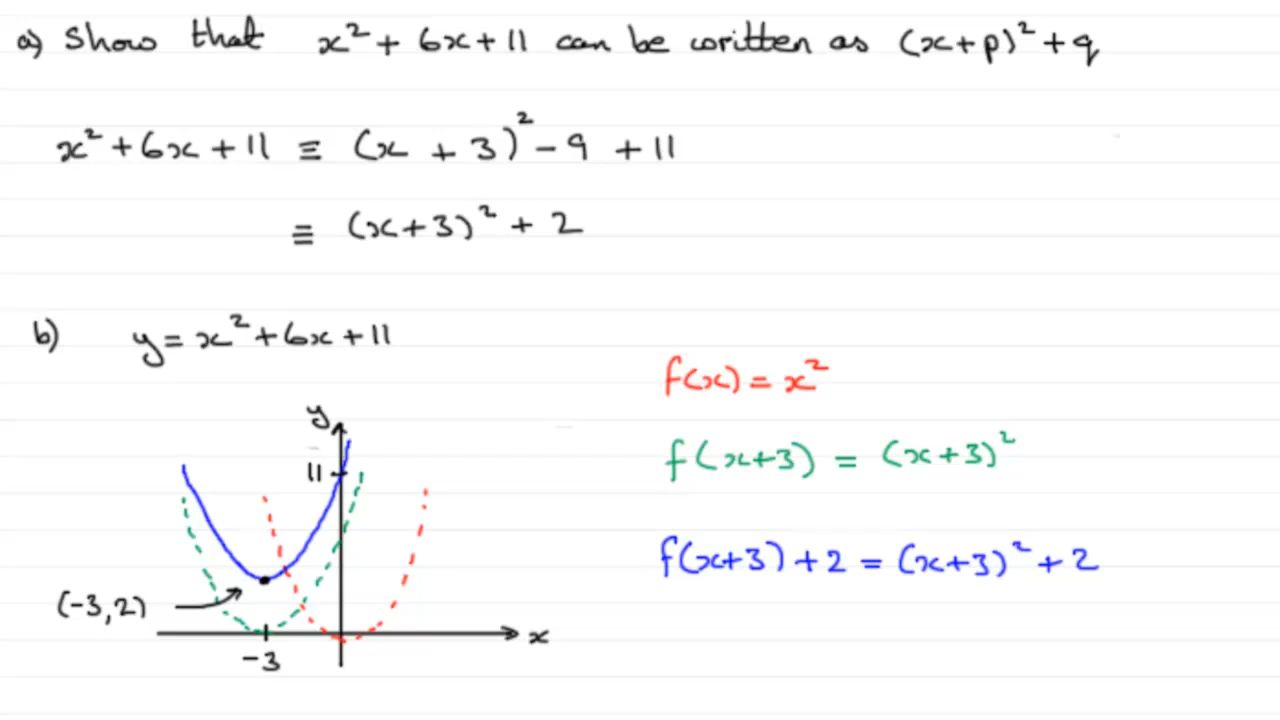 a) Show that x² + 6x + 11 can be written as (x+p)² + q
x² + 6x + 11 ≡ (x + 3)² - 9 + 11
≡ (x+3)² + 2
b) y = x² + 6x + 11
f(x) = x²
f(x+3) = (x+3)²
f(x+3) + 2 = (x+3)² + 2
y
11
(-3, 2)
-3
x